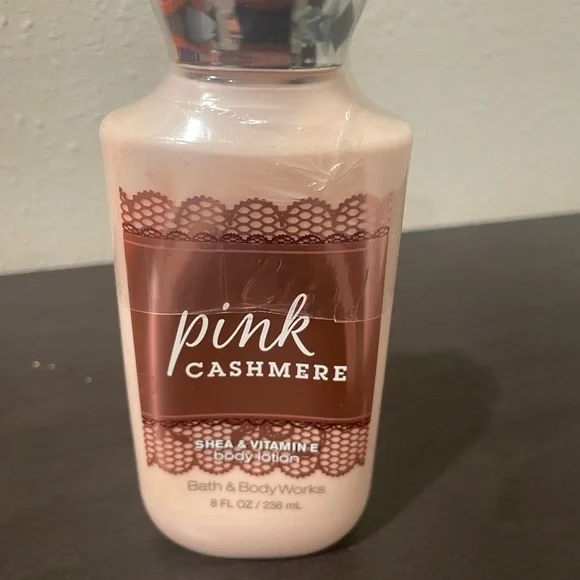 pink
CASHMERE
SHEA & VITAMIN E
body lotion
Bath & Body Works
8 FL OZ / 236 mL